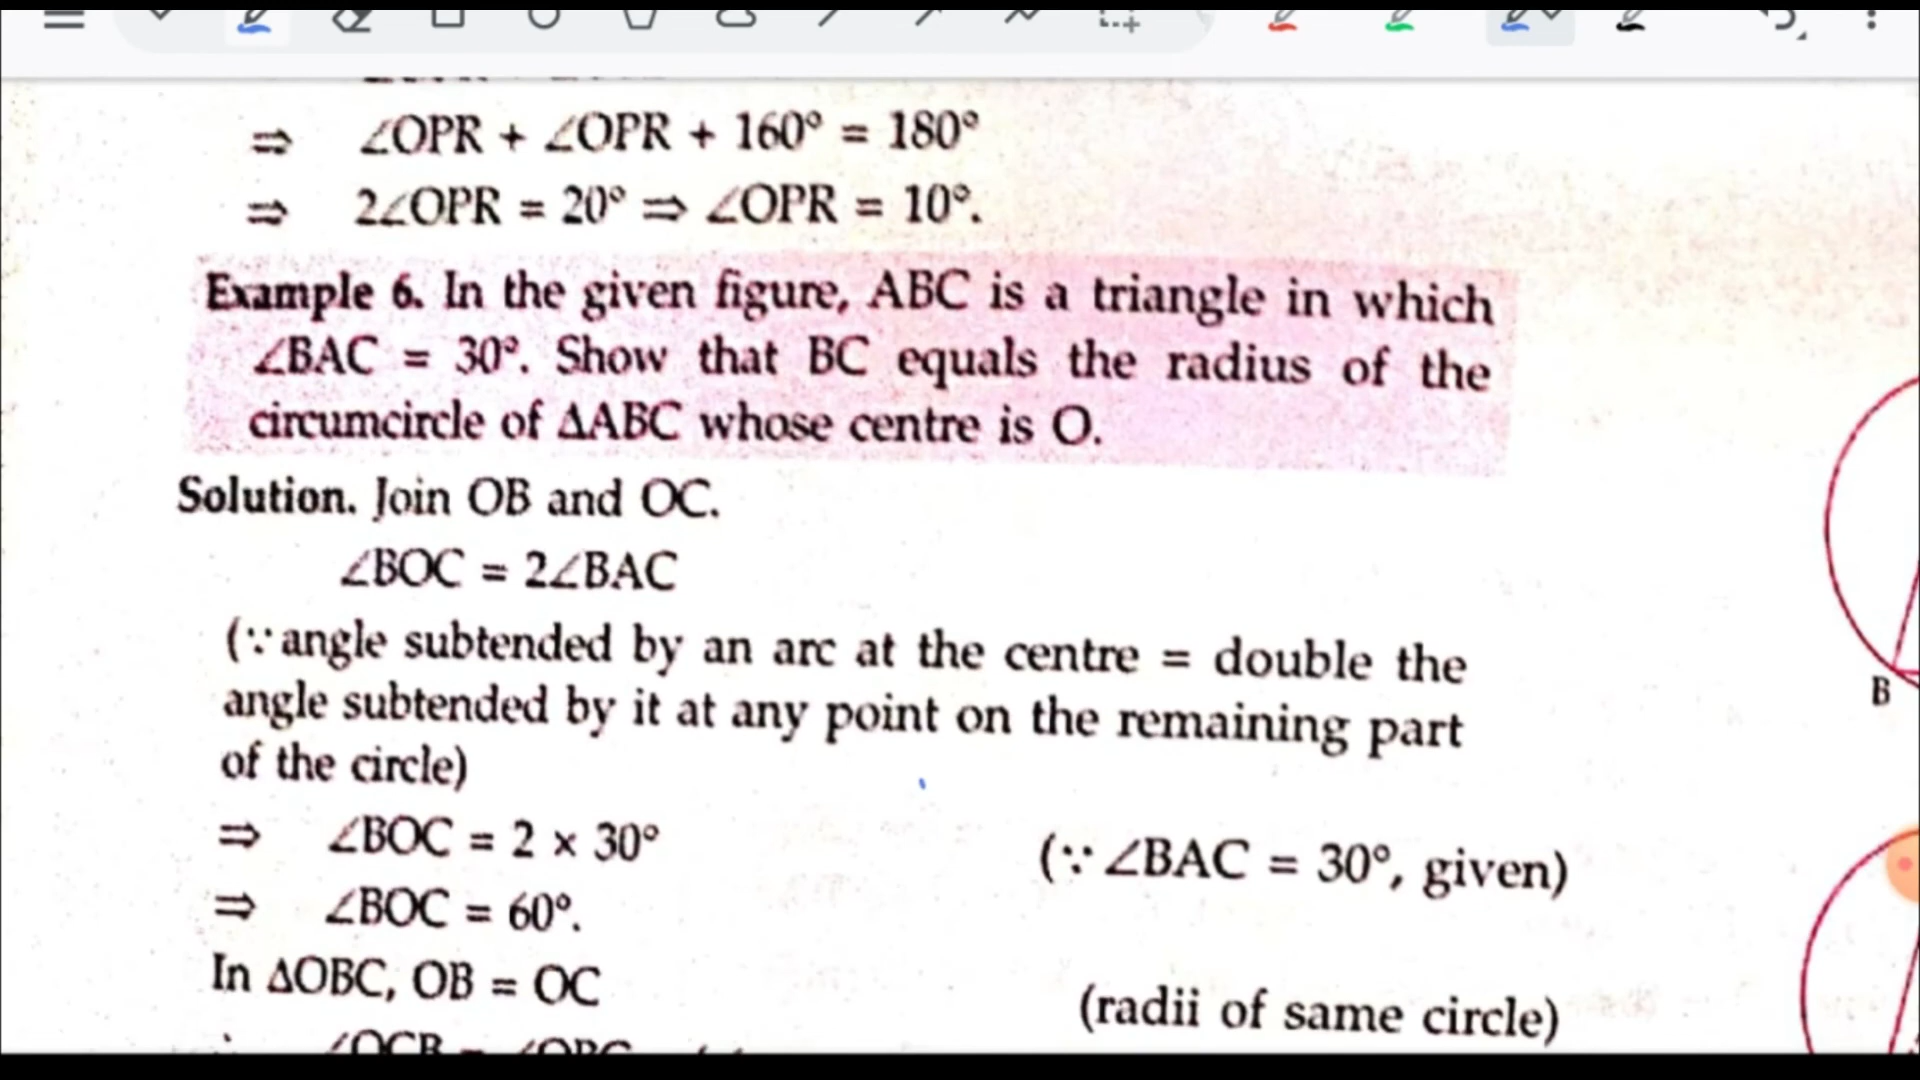 ⇒ ∠OPR + ∠OPR + 160° = 180°
⇒ 2∠OPR = 20° ⇒ ∠OPR = 10°.
Example 6. In the given figure, ABC is a triangle in which
∠BAC = 30°. Show that BC equals the radius of the
circumcircle of ΔABC whose centre is O.
Solution. Join OB and OC.
∠BOC = 2∠BAC
(∵ angle subtended by an arc at the centre = double the
angle subtended by it at any point on the remaining part
of the circle)
B
⇒ ∠BOC = 2 × 30° (∵ ∠BAC = 30°, given)
⇒ ∠BOC = 60°.
In ΔOBC, OB = OC (radii of same circle)